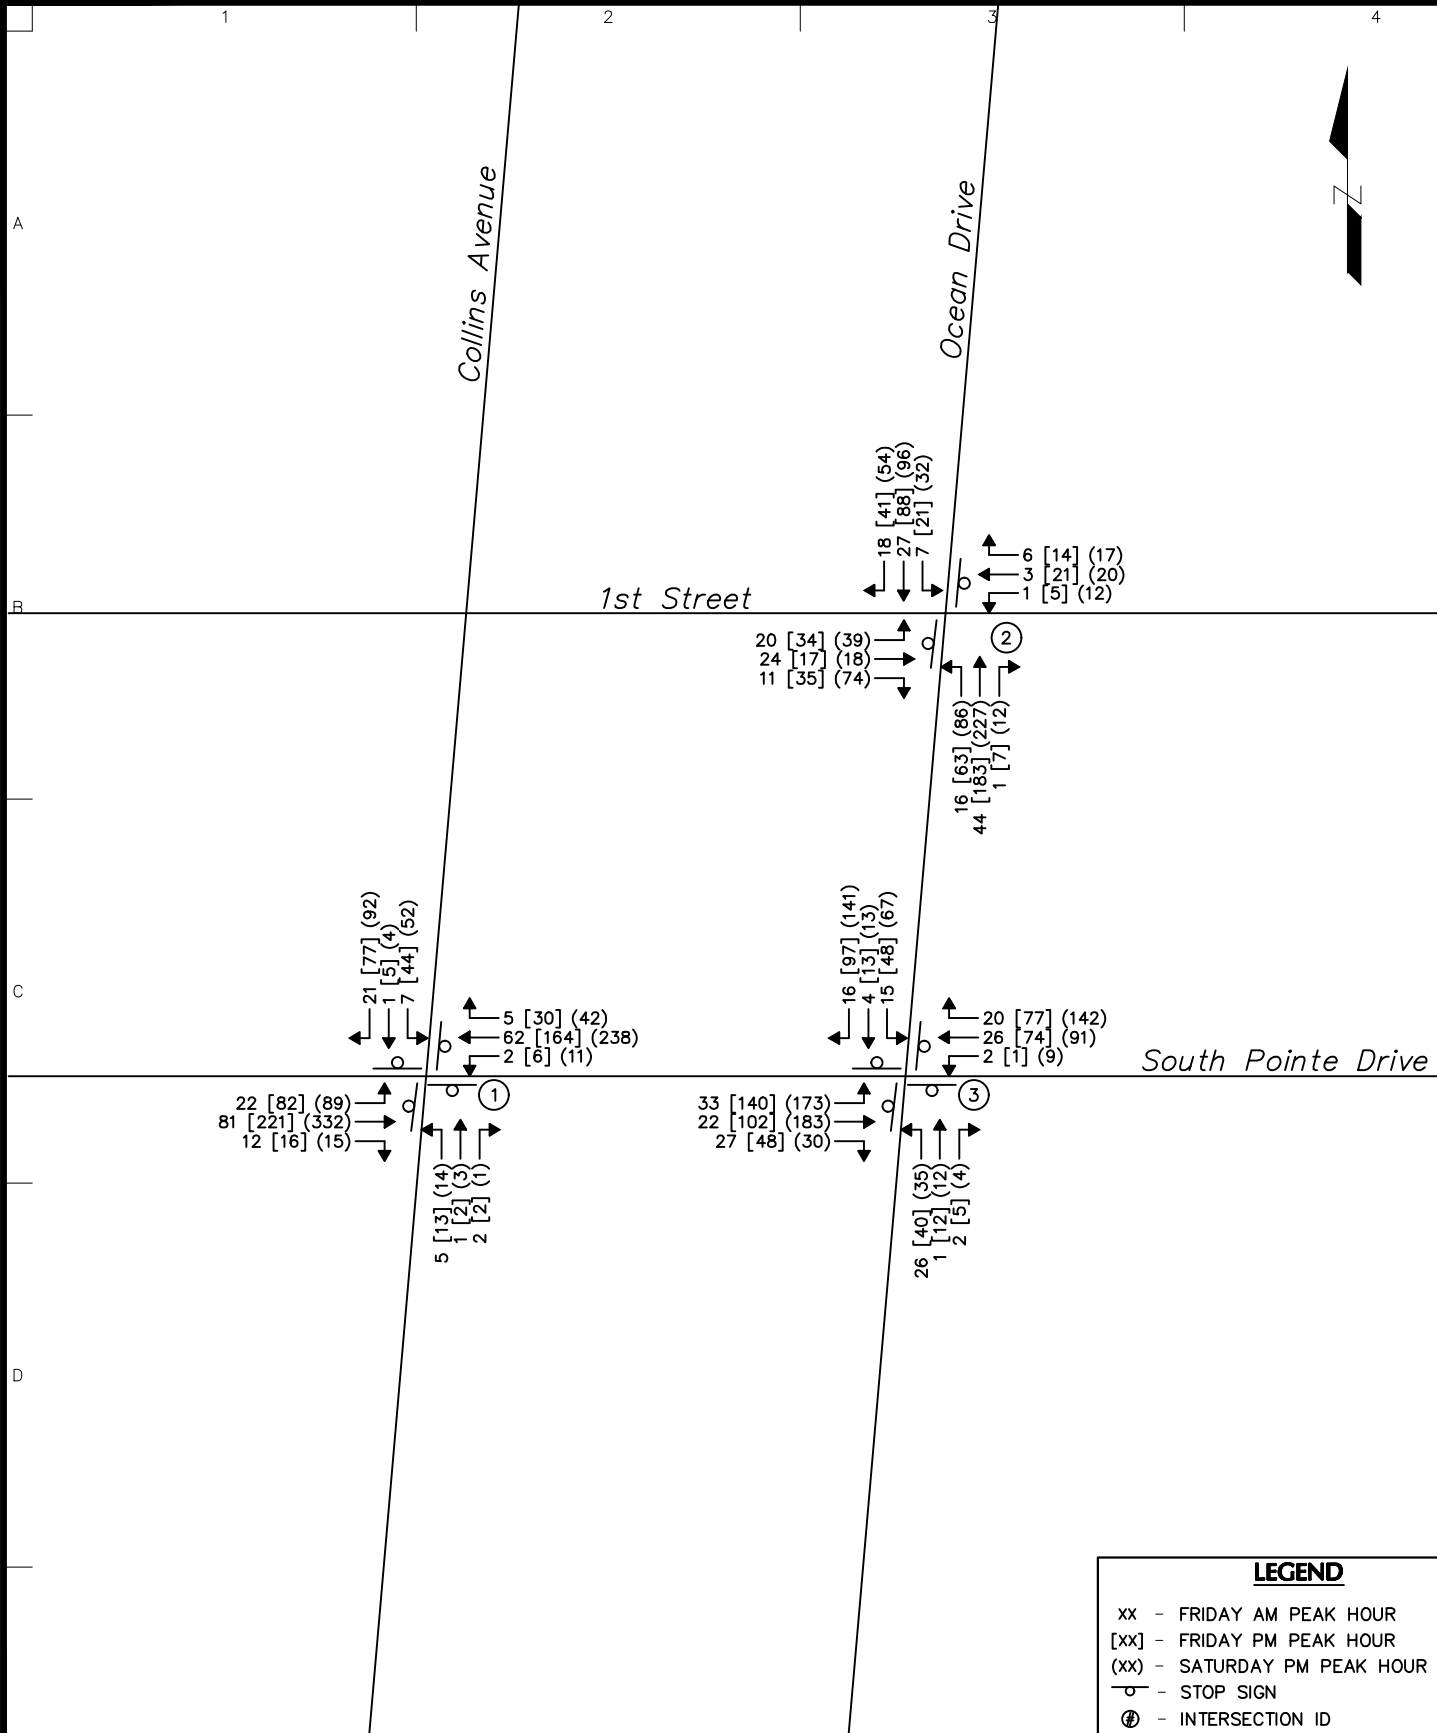 1 2 3 4
A
B
C
D
Z
Collins Avenue
Ocean Drive
1st Street
South Pointe Drive
18 [41] (54)
27 [88] (96)
7 [21] (32)
6 [14] (17)
3 [21] (20)
1 [5] (12)
20 [34] (39)
24 [17] (18)
11 [35] (74)
2
16 [63] (86)
44 [183] (227)
1 [7] (12)
21 [77] (92)
1 [5] (4)
7 [44] (52)
5 [30] (42)
62 [164] (238)
2 [6] (11)
22 [82] (89)
81 [221] (332)
12 [16] (15)
1
5 [13] (14)
1 [2] (3)
2 [2] (1)
16 [97] (141)
4 [13] (13)
15 [48] (67)
20 [77] (142)
26 [74] (91)
2 [1] (9)
33 [140] (173)
22 [102] (183)
27 [48] (30)
3
26 [40] (35)
1 [12] (12)
2 [5] (4)
LEGEND
XX - FRIDAY AM PEAK HOUR
[XX] - FRIDAY PM PEAK HOUR
(XX) - SATURDAY PM PEAK HOUR
- STOP SIGN
# - INTERSECTION ID